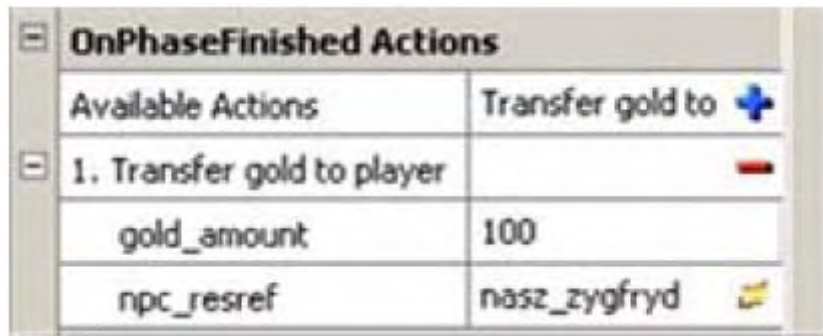 OnPhaseFinished Actions
Available Actions Transfer gold to
1. Transfer gold to player
gold_amount 100
npc_resref nasz_zygfryd